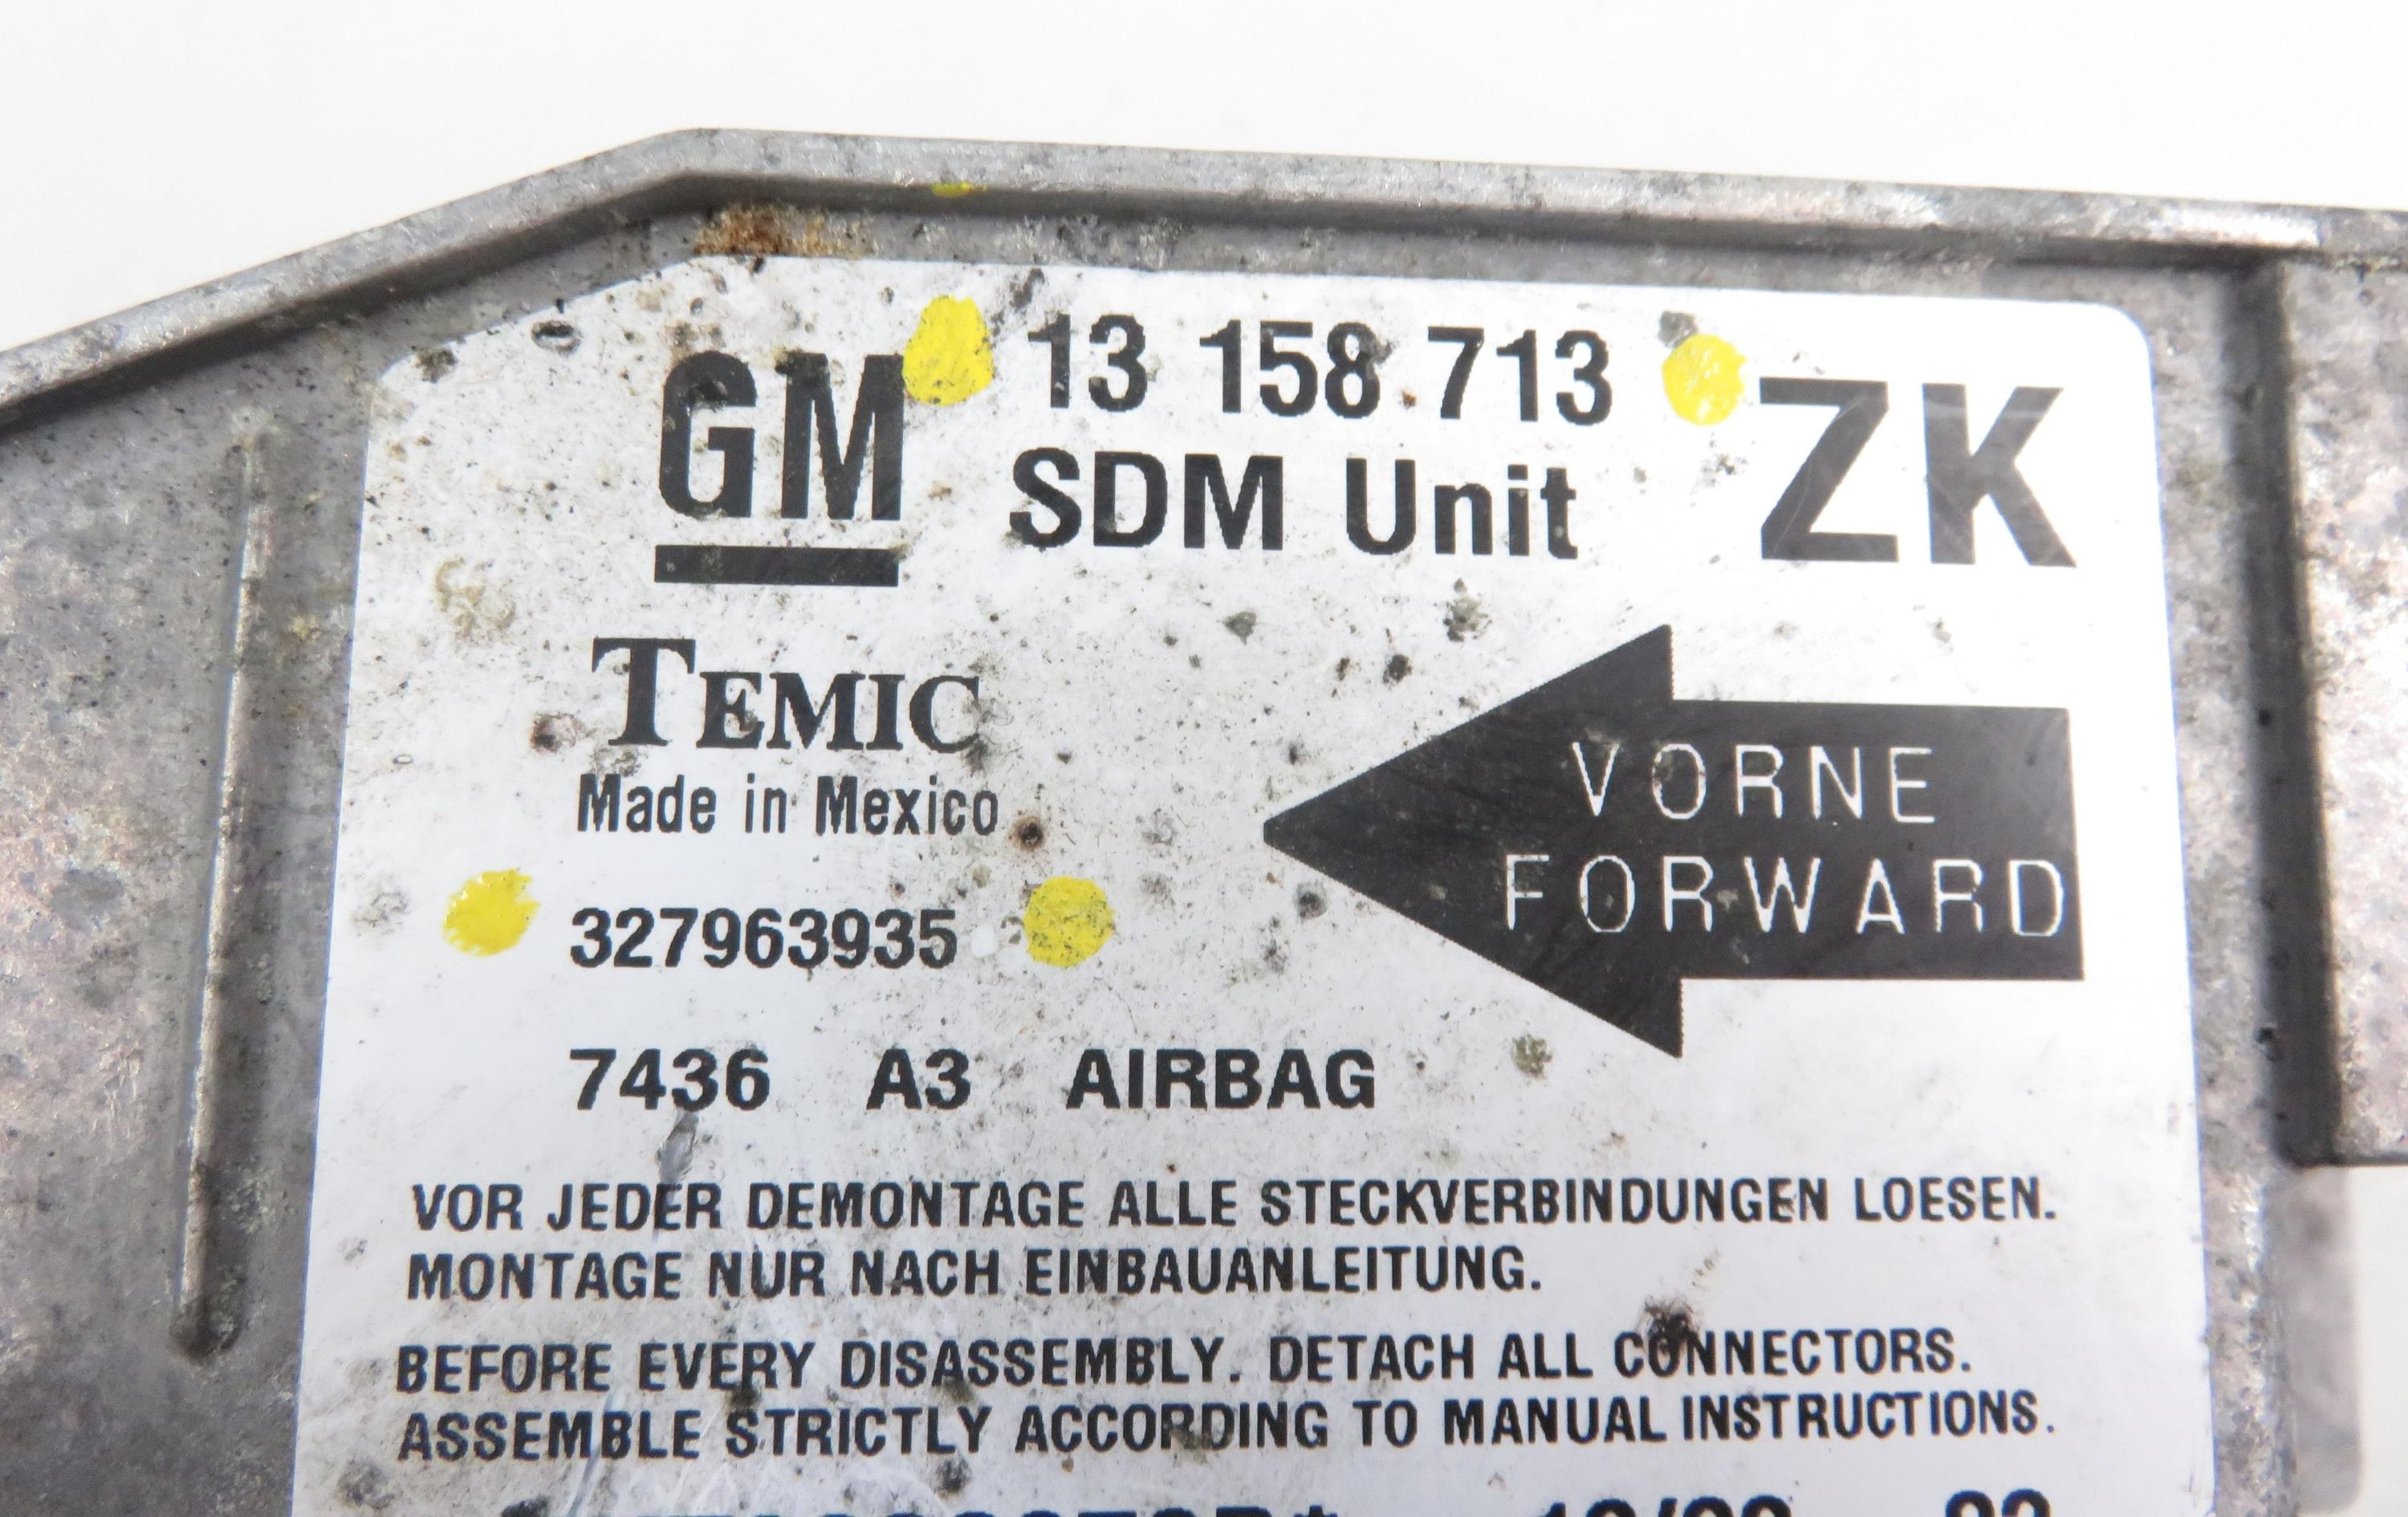 GM 13 158 713 ZK
SDM Unit
TEMIC
Made in Mexico
VORNE
FORWARD
327963935
7436 A3 AIRBAG
VOR JEDER DEMONTAGE ALLE STECKVERBINDUNGEN LOESEN.
MONTAGE NUR NACH EINBAUANLEITUNG.
BEFORE EVERY DISASSEMBLY. DETACH ALL CONNECTORS.
ASSEMBLE STRICTLY ACCORDING TO MANUAL INSTRUCTIONS.